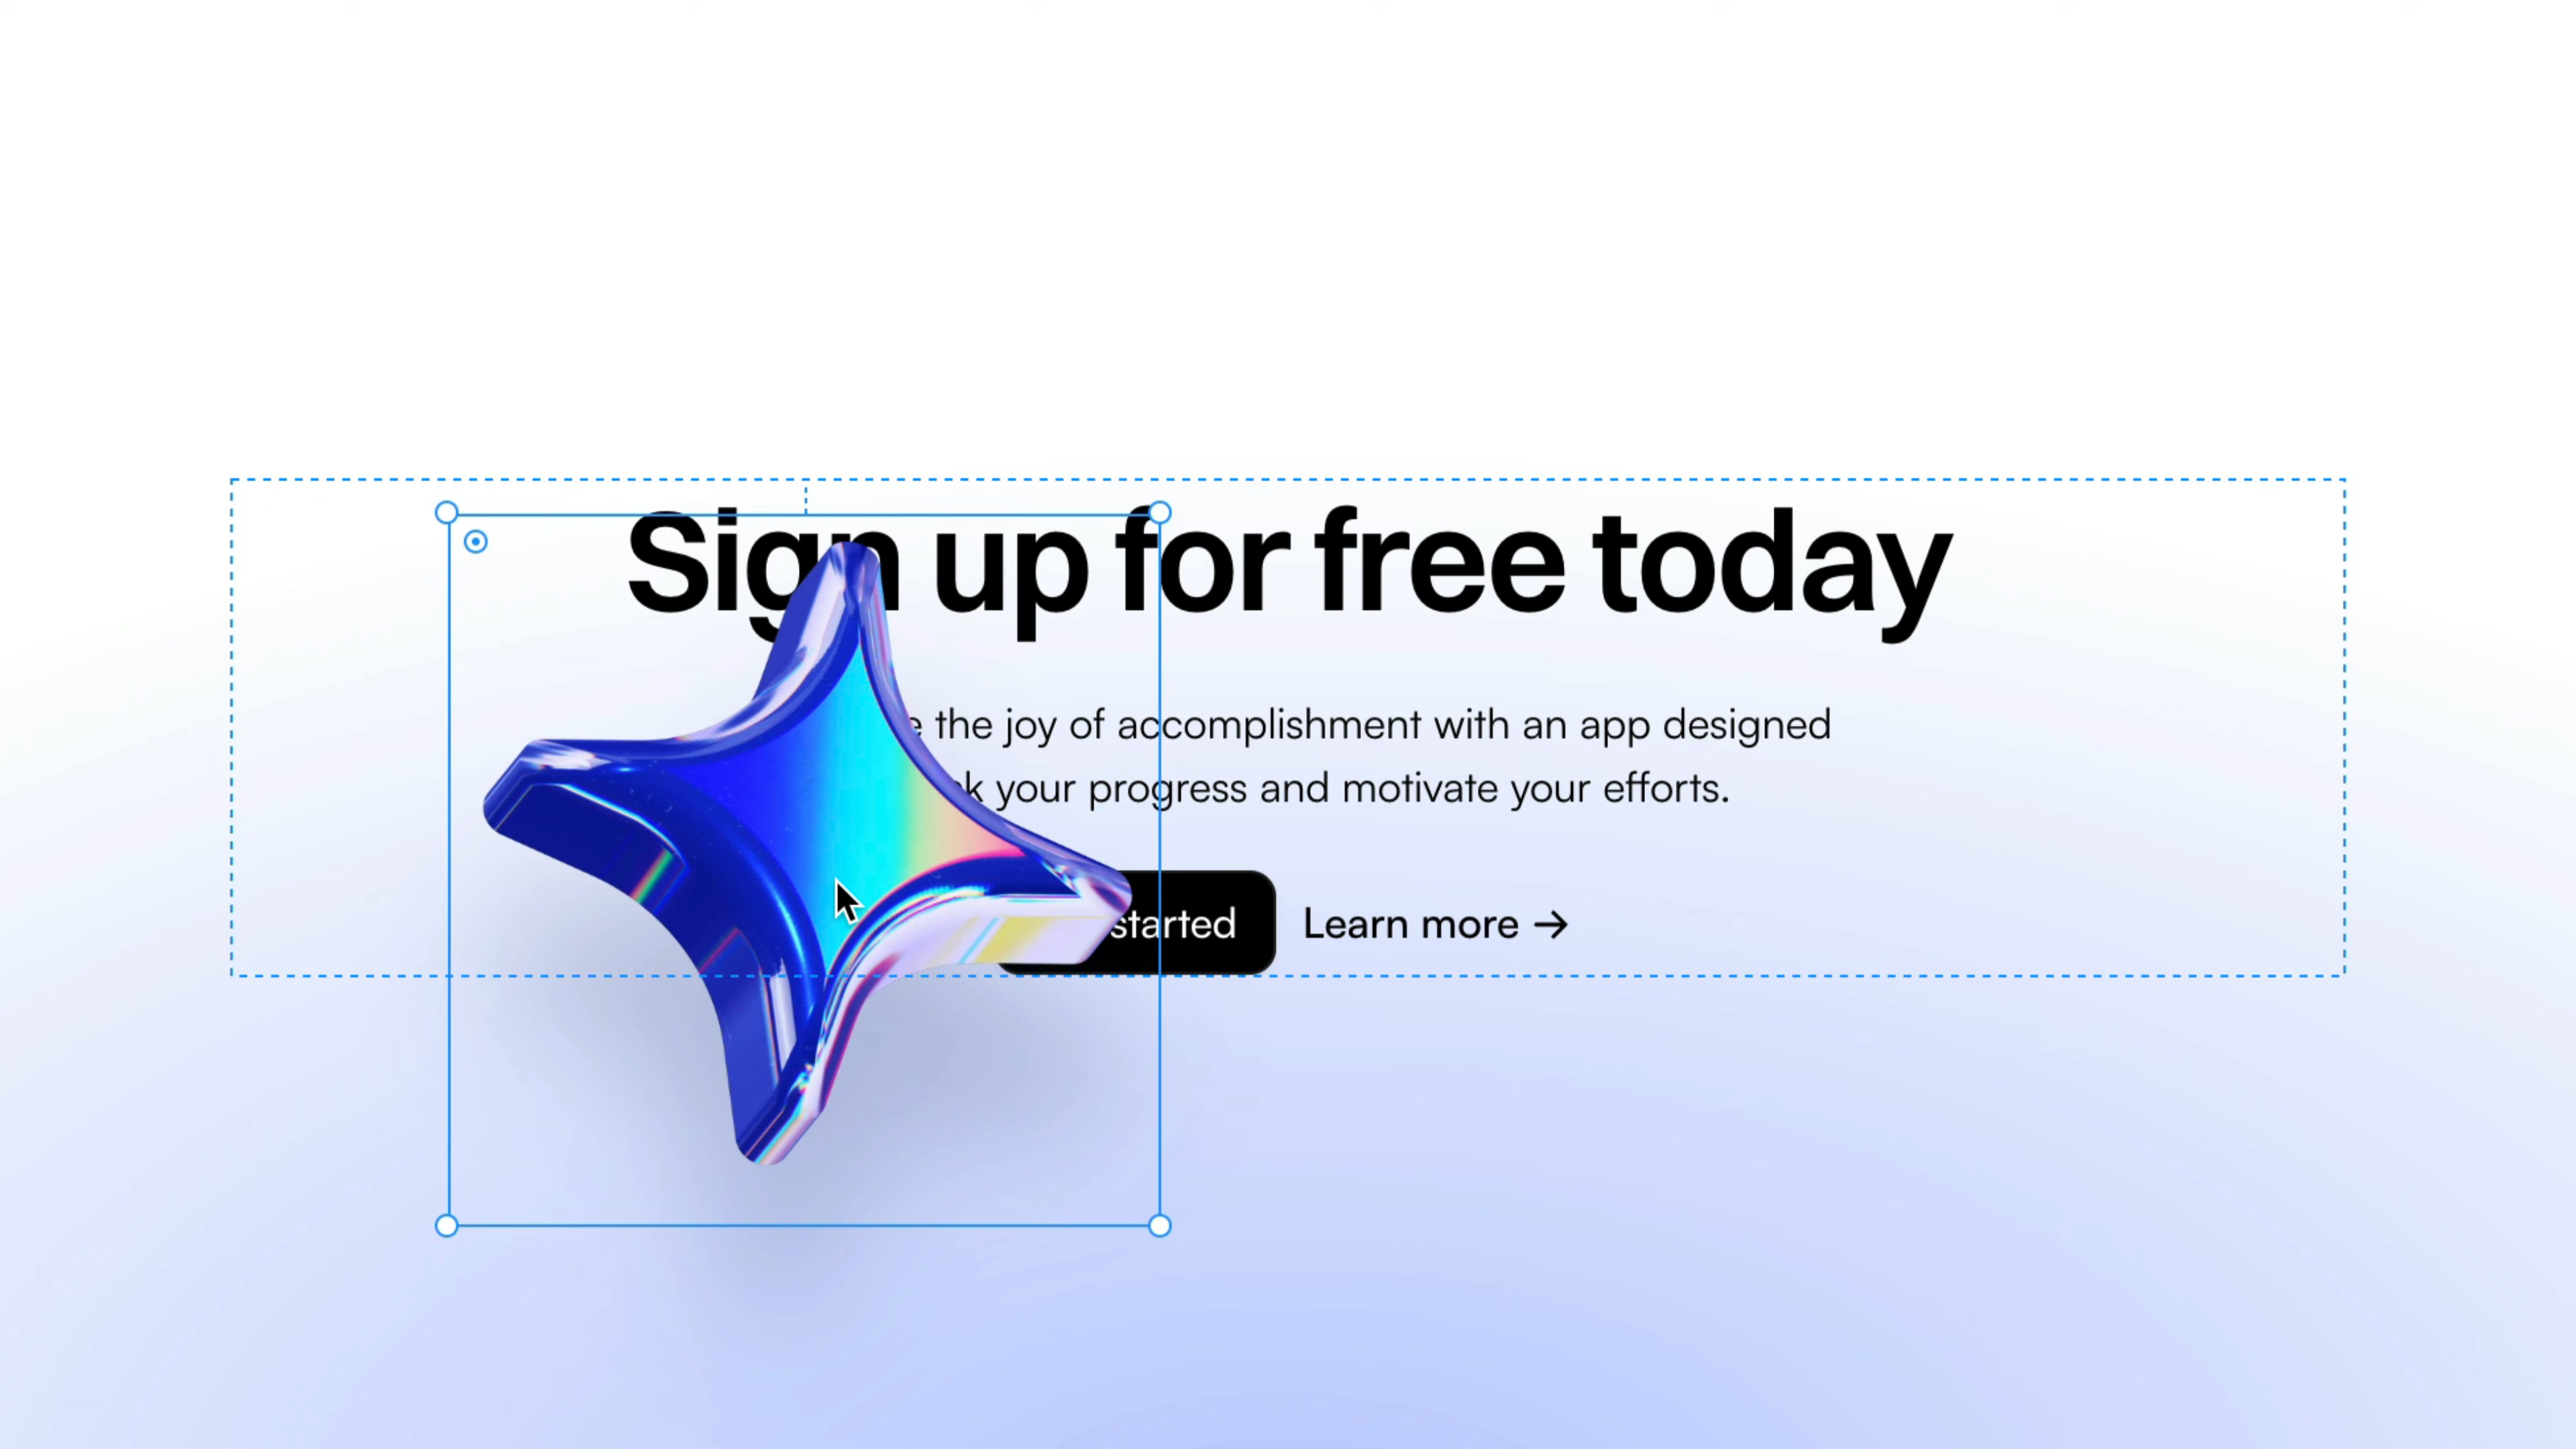 Sign up for free today
the joy of accomplishment with an app designed
your progress and motivate your efforts.
started
Learn more →